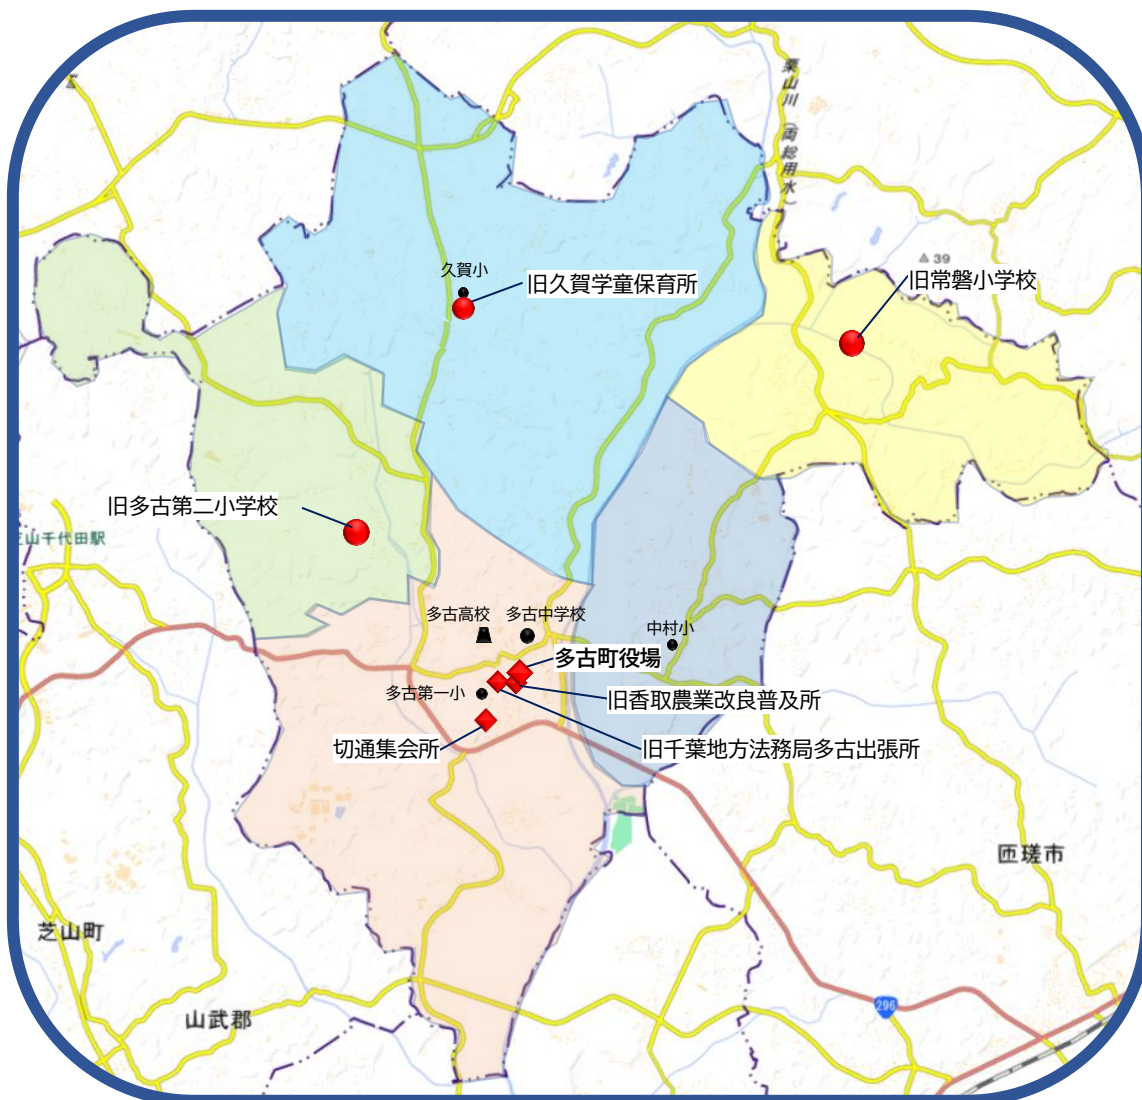 栗山川（両総用水）
39
久賀小
旧久賀学童保育所
旧常磐小学校
旧多古第二小学校
芝山千代田駅
多古高校
多古中学校
中村小
多古町役場
多古第一小
旧香取農業改良普及所
切通集会所
旧千葉地方法務局多古出張所
匝瑳市
芝山町
山武郡
296